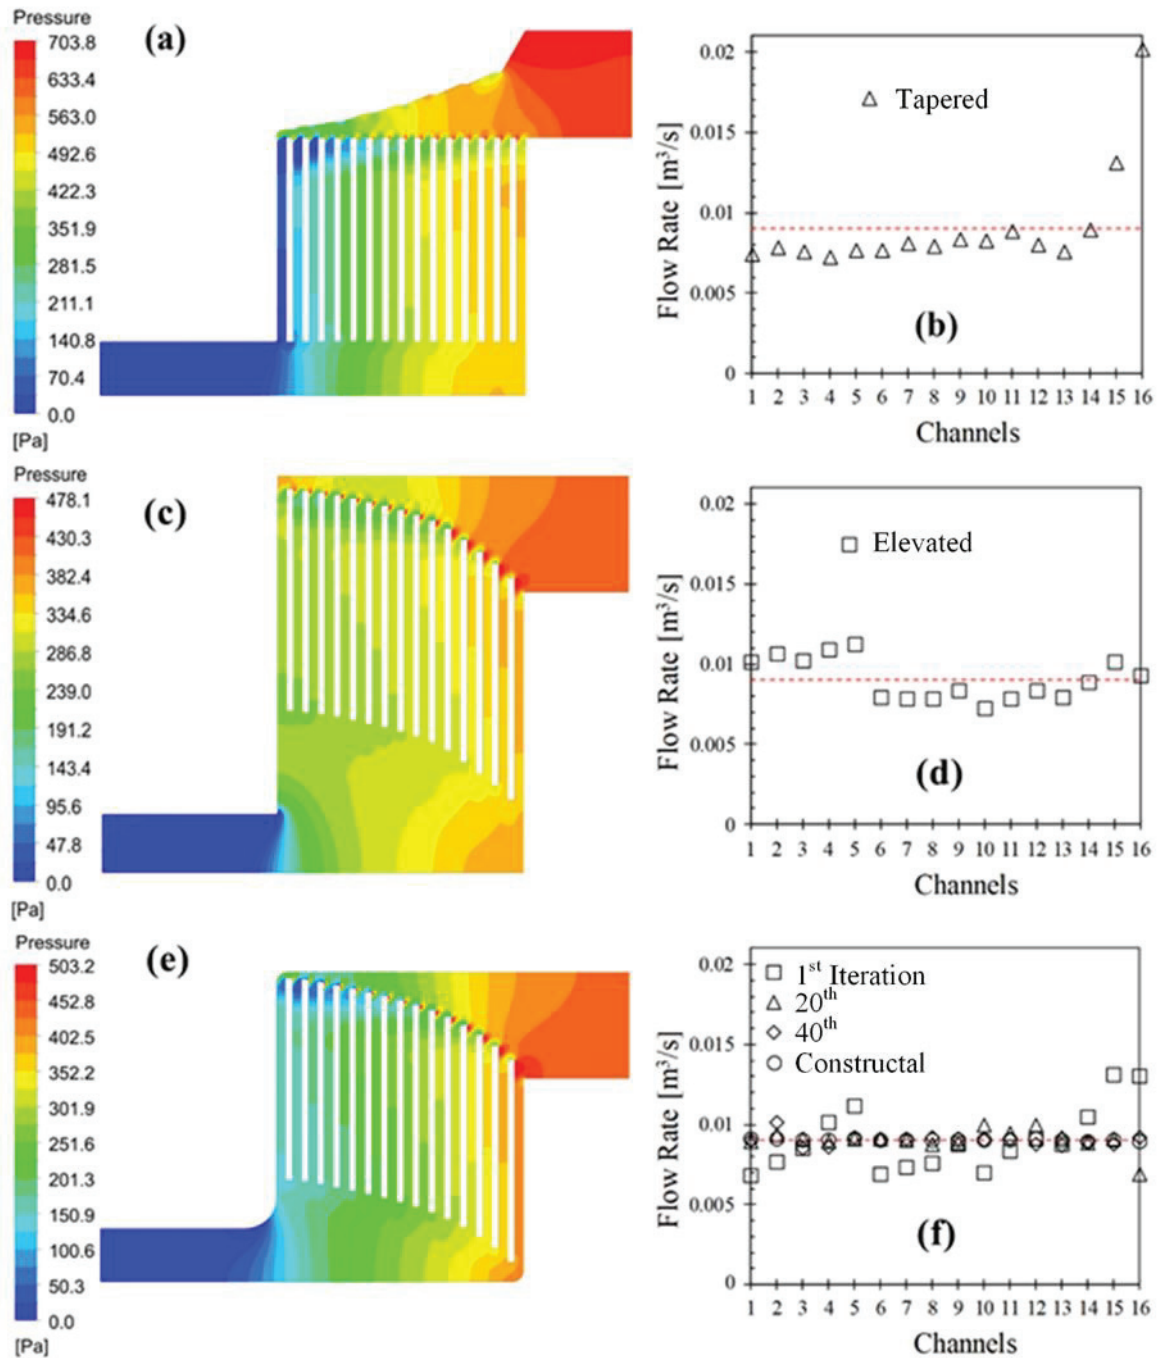 Pressure
703.8
633.4
563.0
492.6
422.3
351.9
281.5
211.1
140.8
70.4
0.0
[Pa]
(a)
Flow Rate [m³/s]
0.02
0.015
0.01
0.005
0
Tapered
(b)
1 2 3 4 5 6 7 8 9 10 11 12 13 14 15 16
Channels
Pressure
478.1
430.3
382.4
334.6
286.8
239.0
191.2
143.4
95.6
47.8
0.0
[Pa]
(c)
Flow Rate [m³/s]
0.02
0.015
0.01
0.005
0
Elevated
(d)
1 2 3 4 5 6 7 8 9 10 11 12 13 14 15 16
Channels
Pressure
503.2
452.8
402.5
352.2
301.9
251.6
201.3
150.9
100.6
50.3
0.0
[Pa]
(e)
Flow Rate [m³/s]
0.02
0.015
0.01
0.005
0
1st Iteration
20th
40th
Constructal
(f)
1 2 3 4 5 6 7 8 9 10 11 12 13 14 15 16
Channels